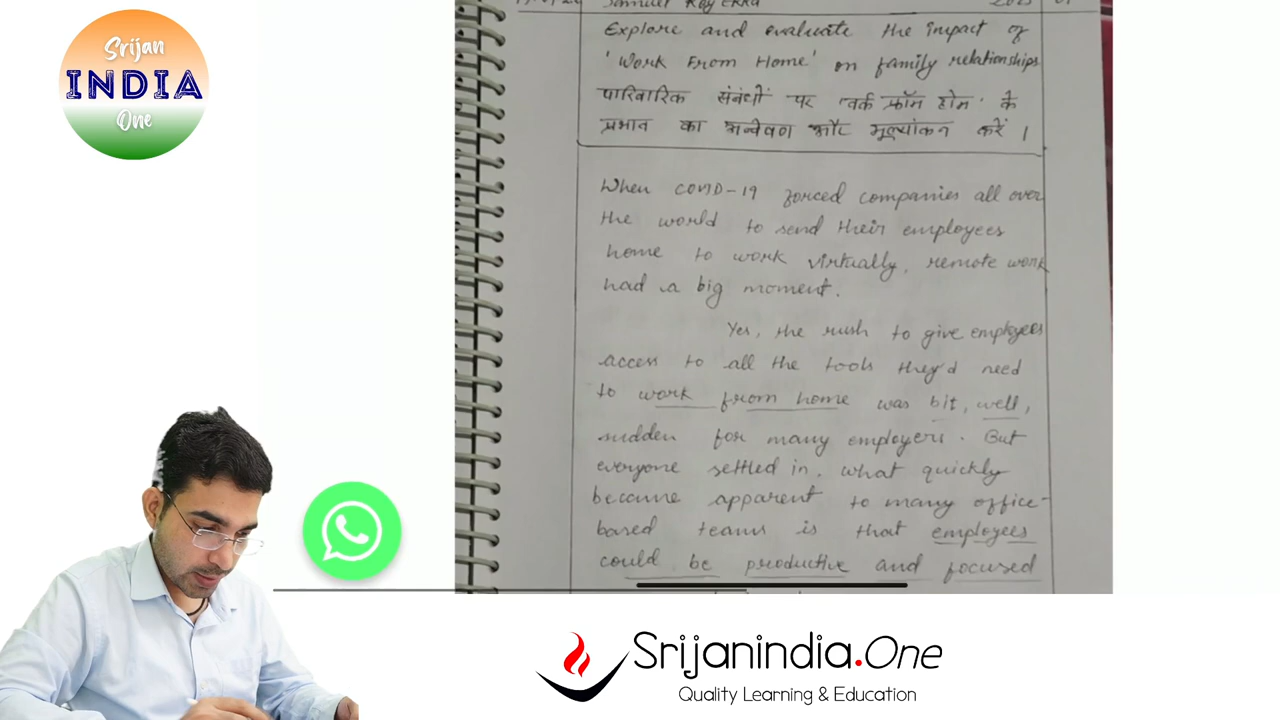 Srijan
INDIA
One
Samuel Roy Ekka
Explore and evaluate the impact of
'Work From Home' on family relationships
पारिवारिक संबंधों पर 'वर्क फ्रॉम होम' के
प्रभाव का अन्वेषण और मूल्यांकन करें ।
When COVID-19 forced companies all over
the world to send their employees
home to work virtually, remote work
had a big moment.
Yes, the rush to give employees
access to all the tools they'd need
to work from home was bit, well,
sudden for many employers. But
everyone settled in, what quickly
became apparent to many office-
based teams is that employees
could be productive and focused
Srijanindia.One
Quality Learning & Education